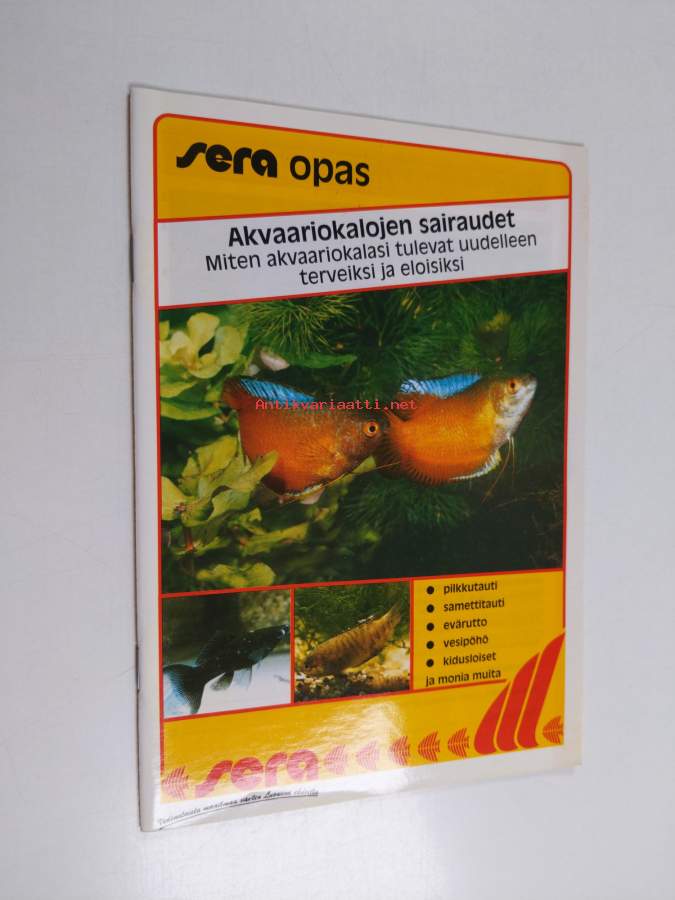 sera opas
Akvaariokalojen sairaudet
Miten akvaariokalasi tulevat uudelleen
terveiksi ja eloisiksi
Antikvariaatti.net
● pilkkutauti
● samettitauti
● evärutto
● vesipöhö
● kidusloiset
ja monia muita
sera